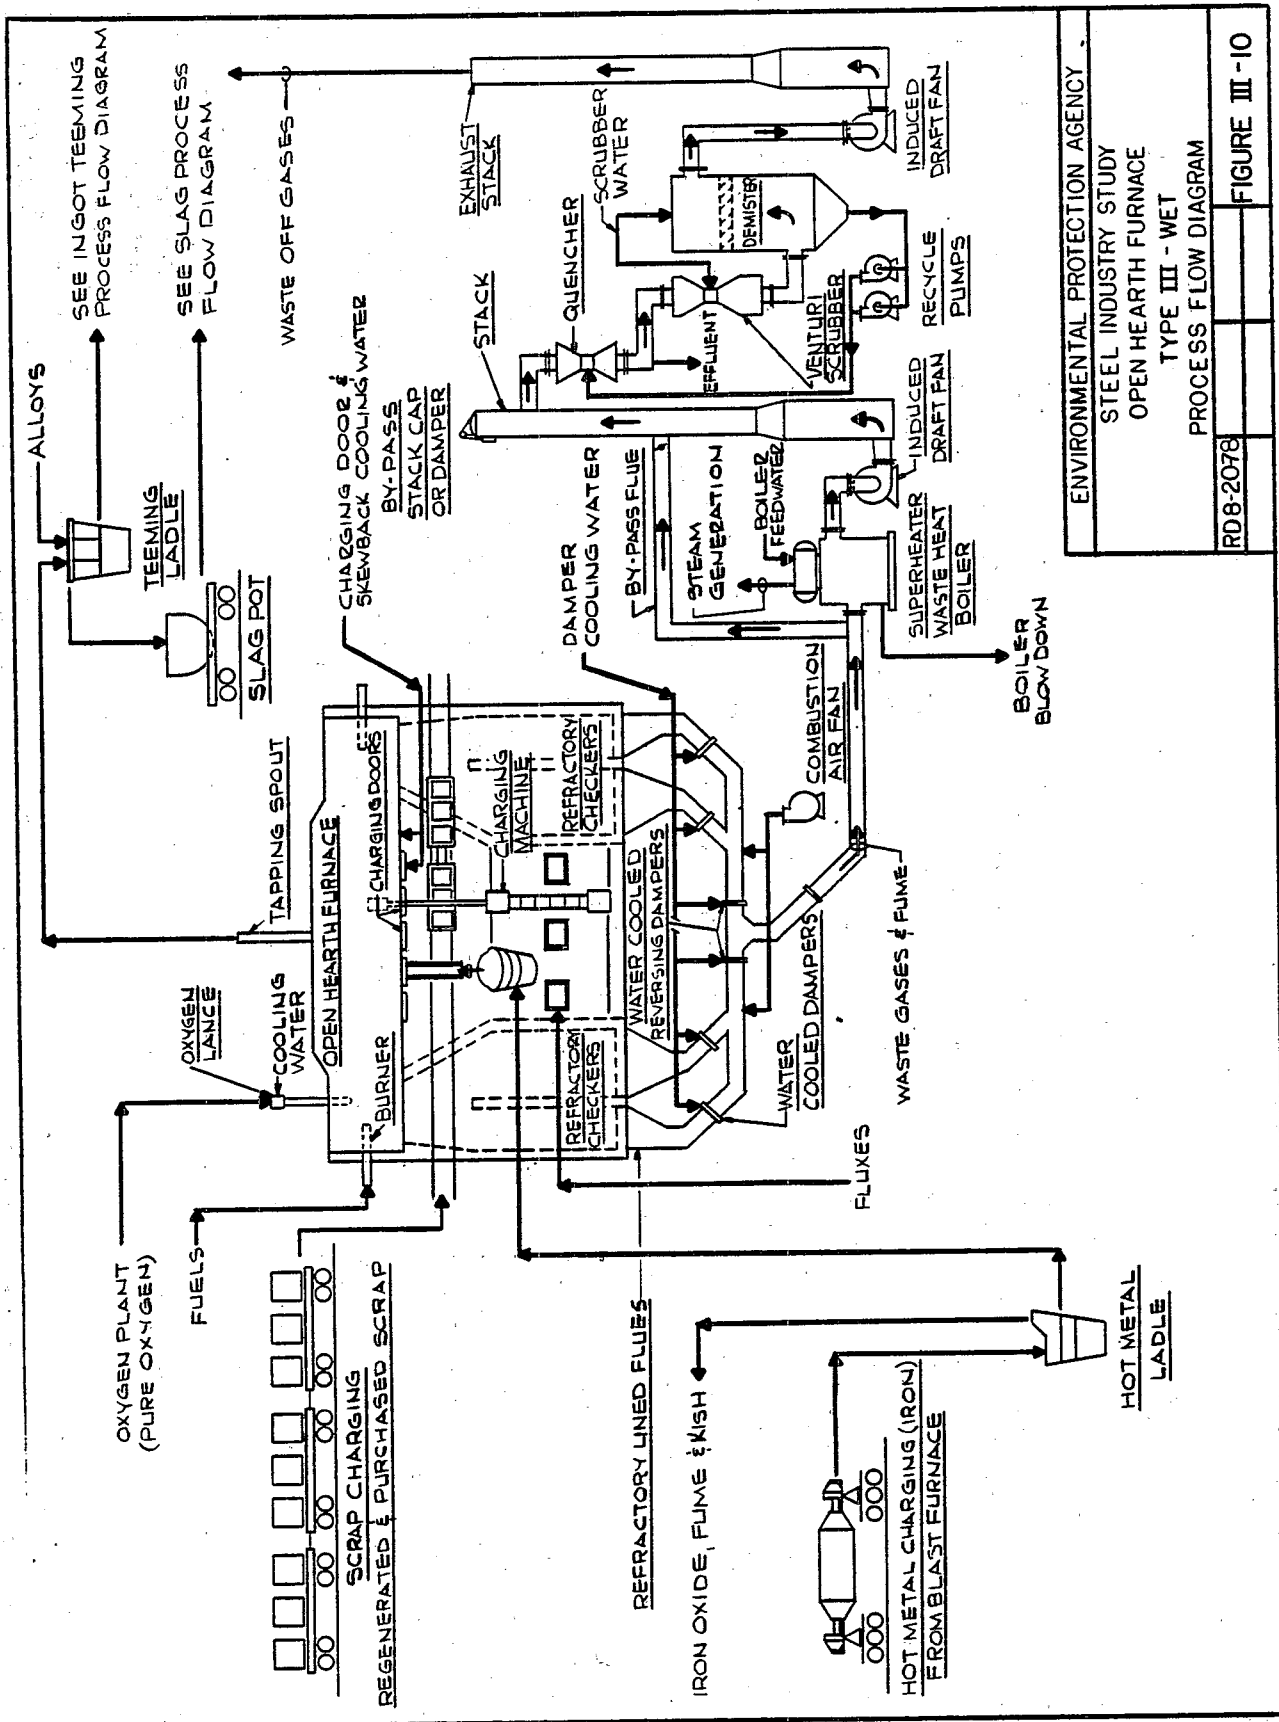 OXYGEN PLANT
(PURE OXYGEN)
FUELS
SCRAP CHARGING
REGENERATED & PURCHASED SCRAP
REFRACTORY LINED FLUES
IRON OXIDE, FUME & KISH
HOT METAL CHARGING (IRON)
FROM BLAST FURNACE
HOT METAL
LADLE
FLUXES
OXYGEN
LANCE
COOLING
WATER
TAPPING SPOUT
OPEN HEARTH FURNACE
BURNER
CHARGING DOORS
CHARGING
MACHINE
REFRACTORY
CHECKERS
REFRACTORY
CHECKERS
WATER COOLED
REVERSING DAMPERS
WATER
COOLED DAMPERS
WASTE GASES & FUME
COMBUSTION
AIR FAN
ALLOYS
TEEMING
LADLE
SLAG POT
SEE INGOT TEEMING
PROCESS FLOW DIAGRAM
SEE SLAG PROCESS
FLOW DIAGRAM
WASTE OFF GASES
CHARGING DOOR &
SKEWBACK COOLING WATER
BY-PASS
STACK CAP
OR DAMPER
DAMPER
COOLING WATER
BY-PASS FLUE
STEAM
GENERATION
BOILER
FEEDWATER
SUPERHEATER
WASTE HEAT
BOILER
BOILER
BLOW DOWN
INDUCED
DRAFT FAN
STACK
QUENCHER
EFFLUENT
VENTURI
SCRUBBER
SCRUBBER
WATER
DEMISTER
RECYCLE
PUMPS
EXHAUST
STACK
INDUCED
DRAFT FAN
ENVIRONMENTAL PROTECTION AGENCY
STEEL INDUSTRY STUDY
OPEN HEARTH FURNACE
TYPE III - WET
PROCESS FLOW DIAGRAM
RD8-2078
FIGURE III-10